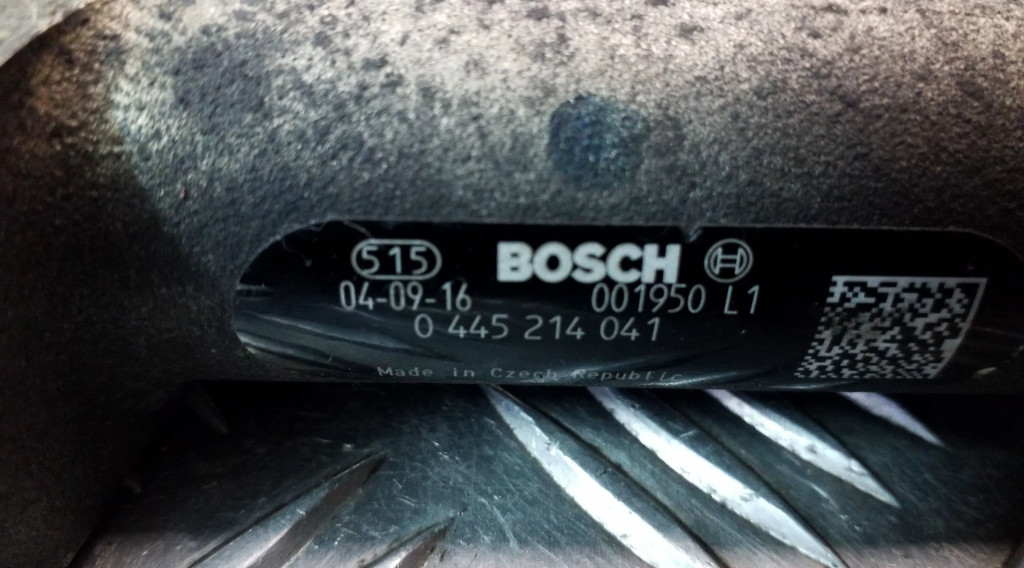 515 BOSCH
04-09-16 001950 L1
0 445 214 041
Made in Czech Republic